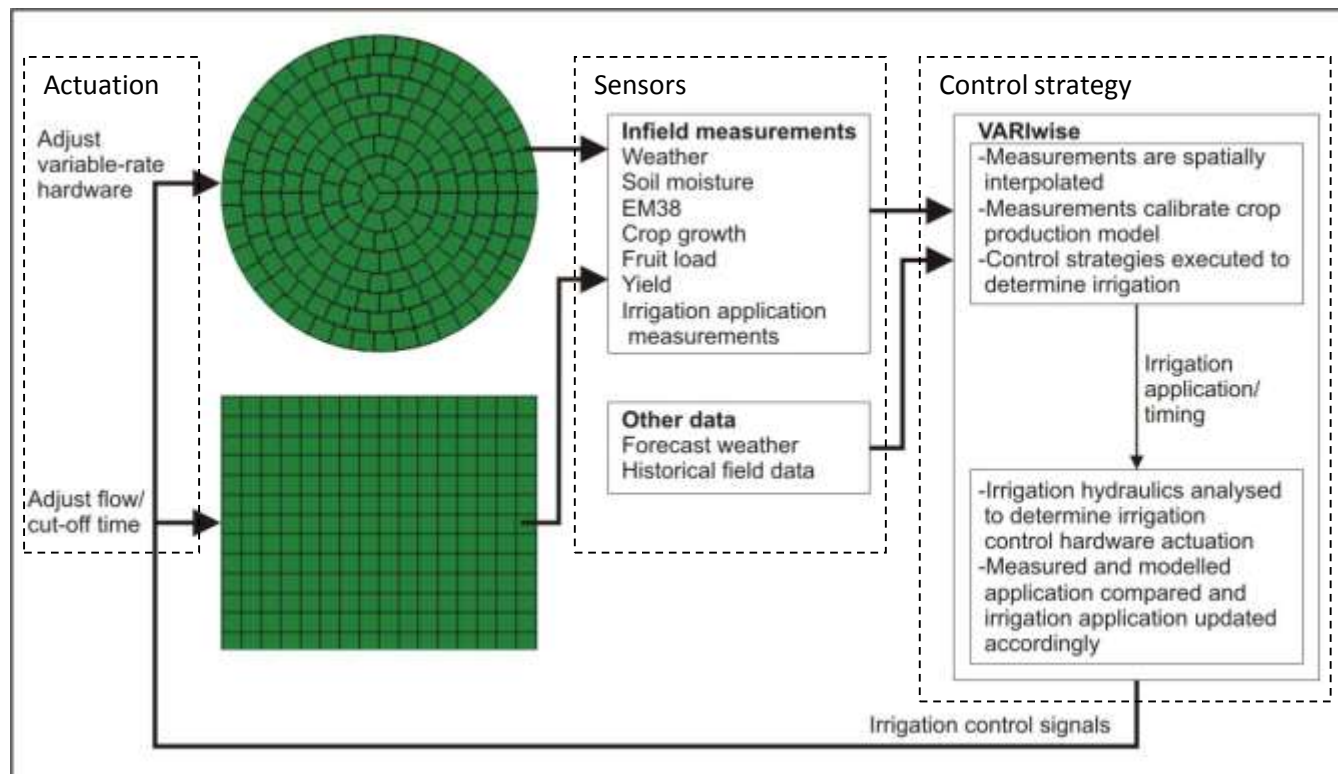 Actuation
Adjust
variable-rate
hardware
Adjust flow/
cut-off time
Sensors
Infield measurements
Weather
Soil moisture
EM38
Crop growth
Fruit load
Yield
Irrigation application
measurements
Other data
Forecast weather
Historical field data
Control strategy
VARIwise
-Measurements are spatially
interpolated
-Measurements calibrate crop
production model
-Control strategies executed to
determine irrigation
Irrigation
application/
timing
-Irrigation hydraulics analysed
to determine irrigation
control hardware actuation
-Measured and modelled
application compared and
irrigation application updated
accordingly
Irrigation control signals